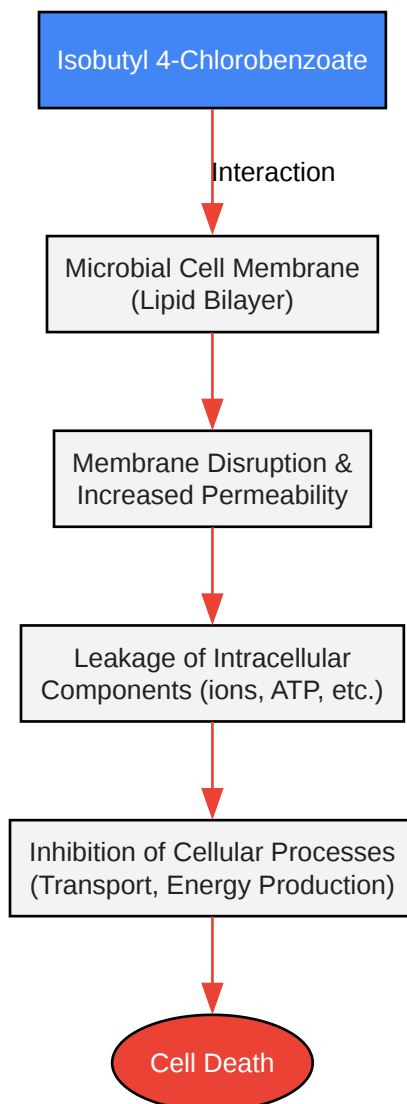 Isobutyl 4-Chlorobenzoate
Interaction
Microbial Cell Membrane
(Lipid Bilayer)
Membrane Disruption &
Increased Permeability
Leakage of Intracellular
Components (ions, ATP, etc.)
Inhibition of Cellular Processes
(Transport, Energy Production)
Cell Death